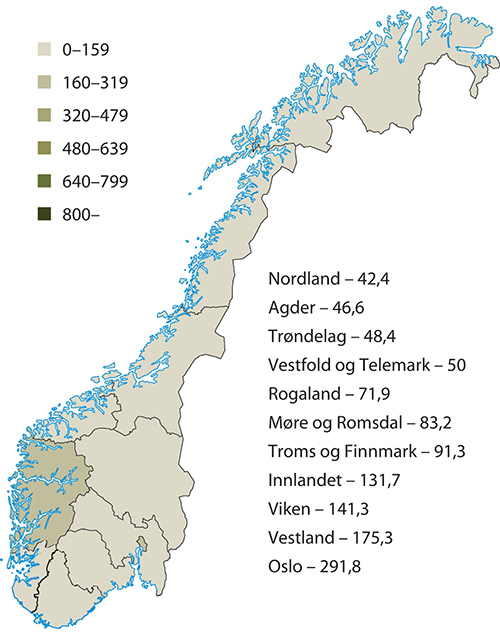 0–159
160–319
320–479
480–639
640–799
800–
Nordland – 42,4
Agder – 46,6
Trøndelag – 48,4
Vestfold og Telemark – 50
Rogaland – 71,9
Møre og Romsdal – 83,2
Troms og Finnmark – 91,3
Innlandet – 131,7
Viken – 141,3
Vestland – 175,3
Oslo – 291,8